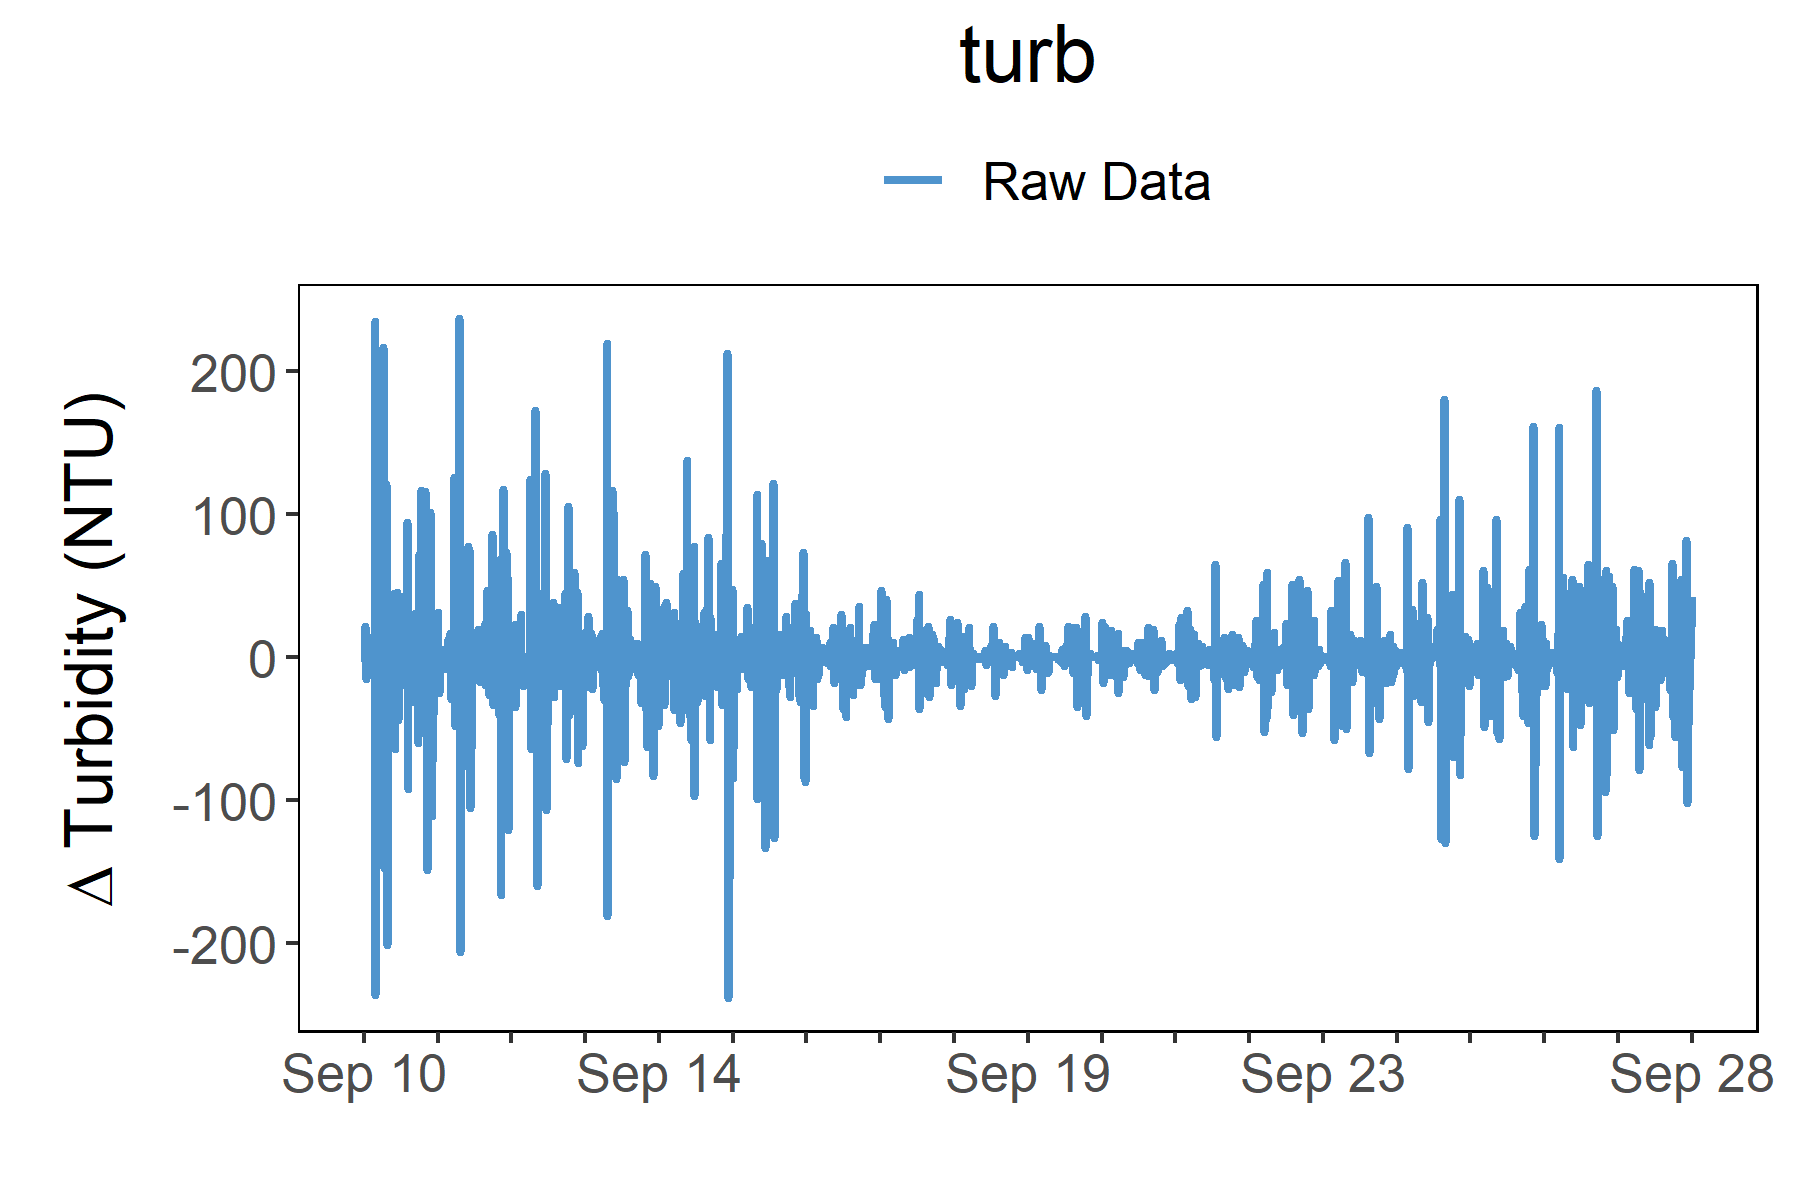 turb
Raw Data
Δ Turbidity (NTU)
200
100
0
-100
-200
Sep 10
Sep 14
Sep 19
Sep 23
Sep 28